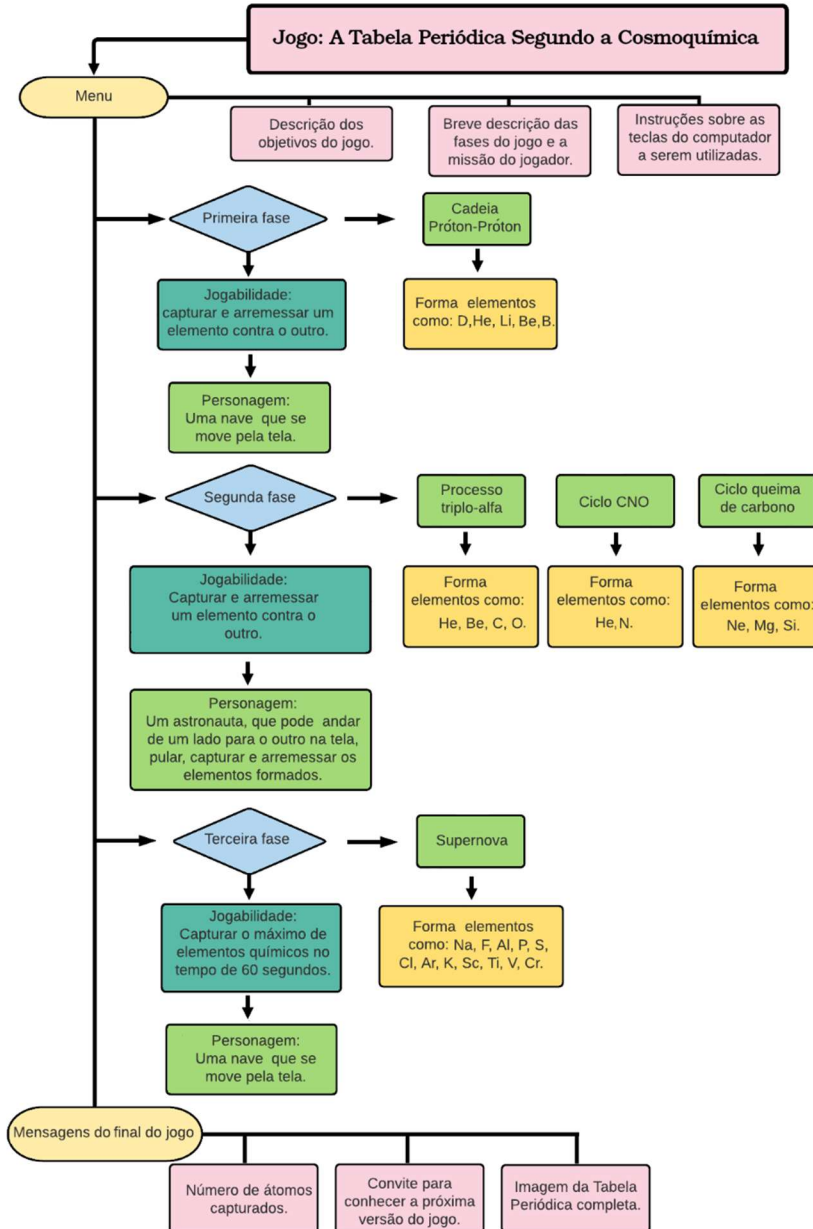 Jogo: A Tabela Periódica Segundo a Cosmoquímica
Menu
Descrição dos
objetivos do jogo.
Breve descrição das
fases do jogo e a
missão do jogador.
Instruções sobre as
teclas do computador
a serem utilizadas.
Primeira fase
Cadeia
Próton-Próton
Jogabilidade:
capturar e arremessar um
elemento contra o outro.
Forma elementos
como: D,He, Li, Be,B.
Personagem:
Uma nave que se
move pela tela.
Segunda fase
Processo
triplo-alfa
Ciclo CNO
Ciclo queima
de carbono
Jogabilidade:
Capturar e arremessar
um elemento contra o
outro.
Forma
elementos como:
He, Be, C, O.
Forma
elementos como:
He,N.
Forma
elementos como:
Ne, Mg, Si.
Personagem:
Um astronauta, que pode andar
de um lado para o outro na tela,
pular, capturar e arremessar os
elementos formados.
Terceira fase
Supernova
Jogabilidade:
Capturar o máximo de
elementos químicos no
tempo de 60 segundos.
Forma elementos
como: Na, F, Al, P, S,
Cl, Ar, K, Sc, Ti, V, Cr.
Personagem:
Uma nave que se
move pela tela.
Mensagens do final do jogo
Número de átomos
capturados.
Convite para
conhecer a próxima
versão do jogo.
Imagem da Tabela
Periódica completa.